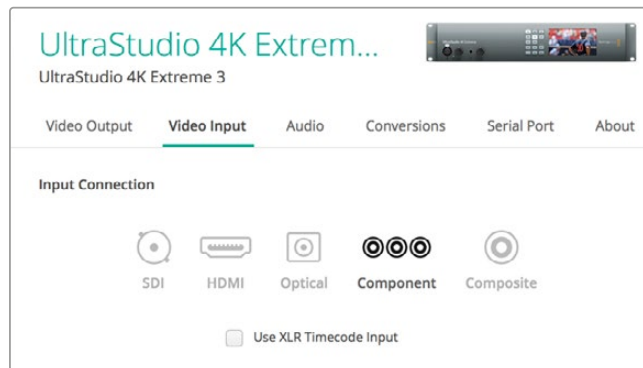 UltraStudio 4K Extrem...
UltraStudio 4K Extreme 3
Video Output Video Input Audio Conversions Serial Port About
Input Connection
SDI HDMI Optical Component Composite
Use XLR Timecode Input